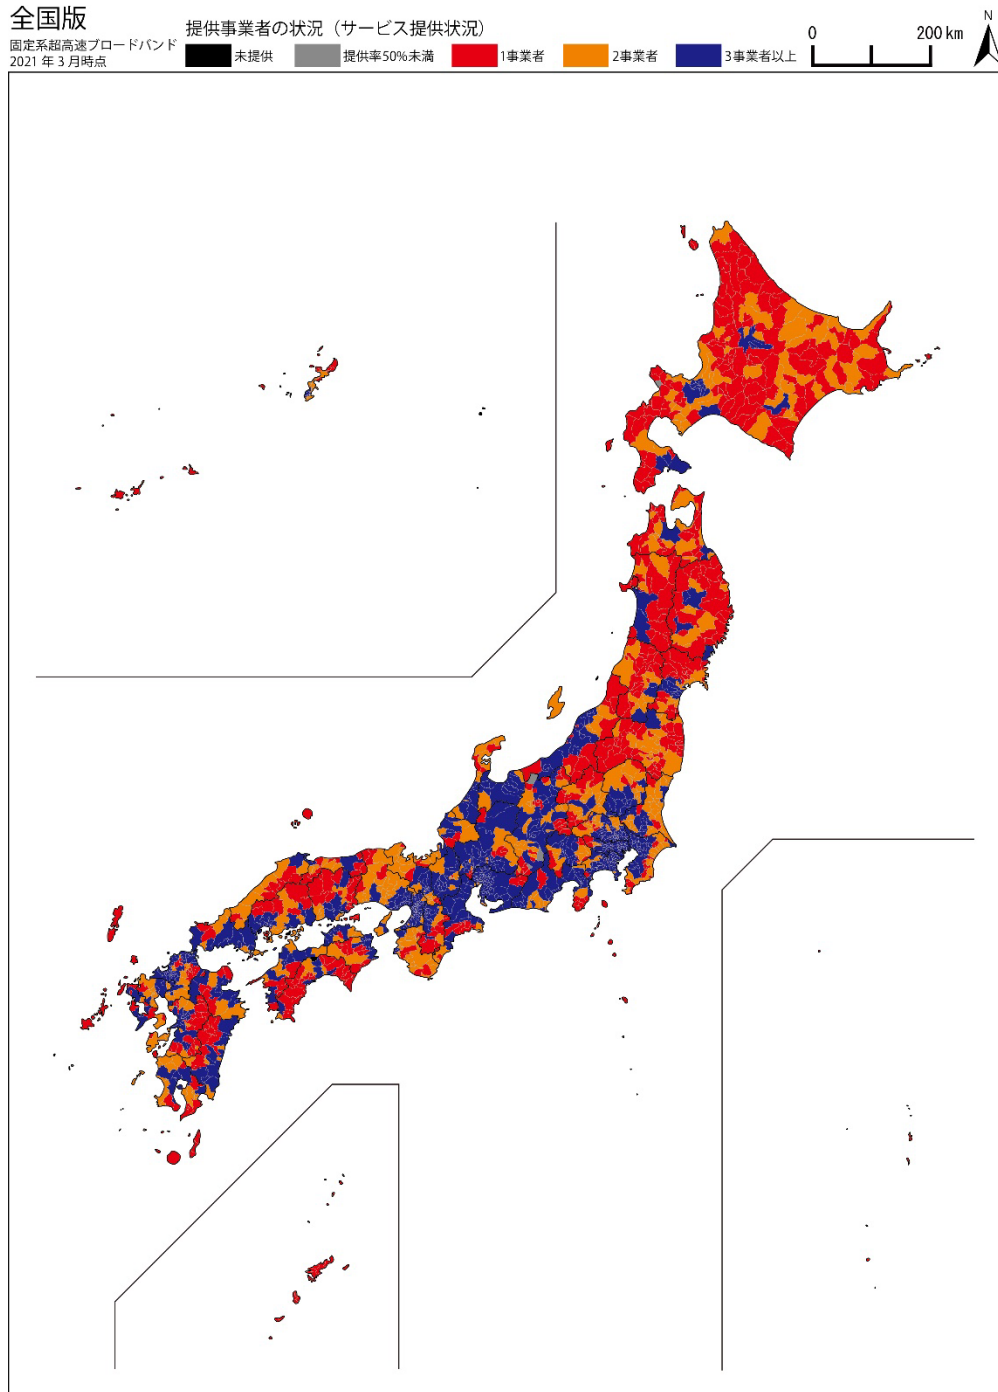 全国版
固定系超高速ブロードバンド
2021 年 3 月時点
提供事業者の状況（サービス提供状況）
未提供
提供率50%未満
1事業者
2事業者
3事業者以上
0
200 km
N